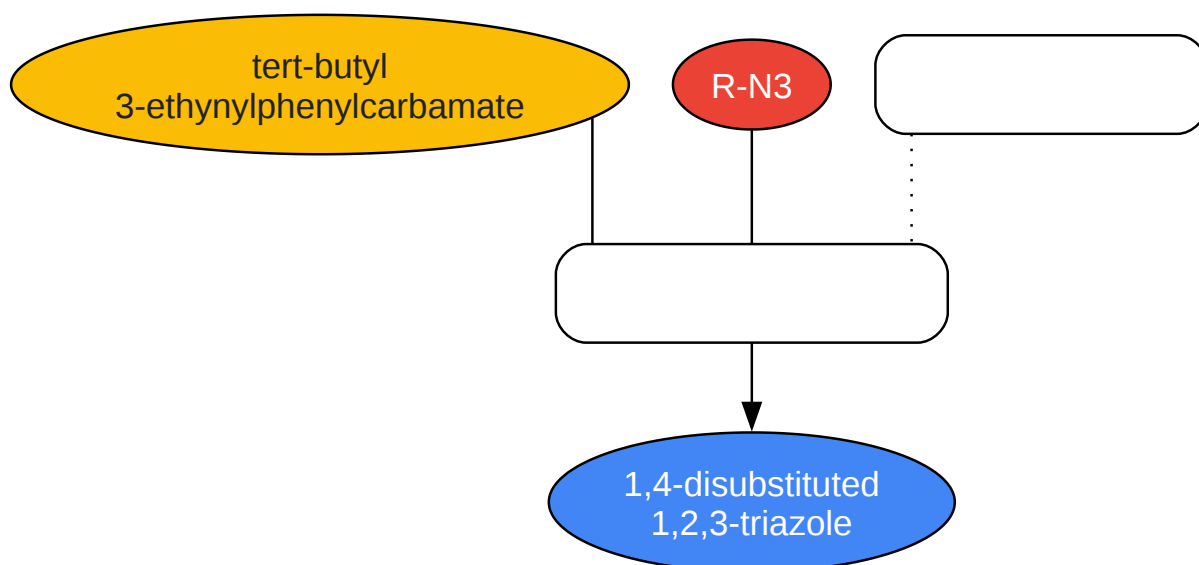 tert-butyl
3-ethynylphenylcarbamate
R-N3
1,4-disubstituted
1,2,3-triazole